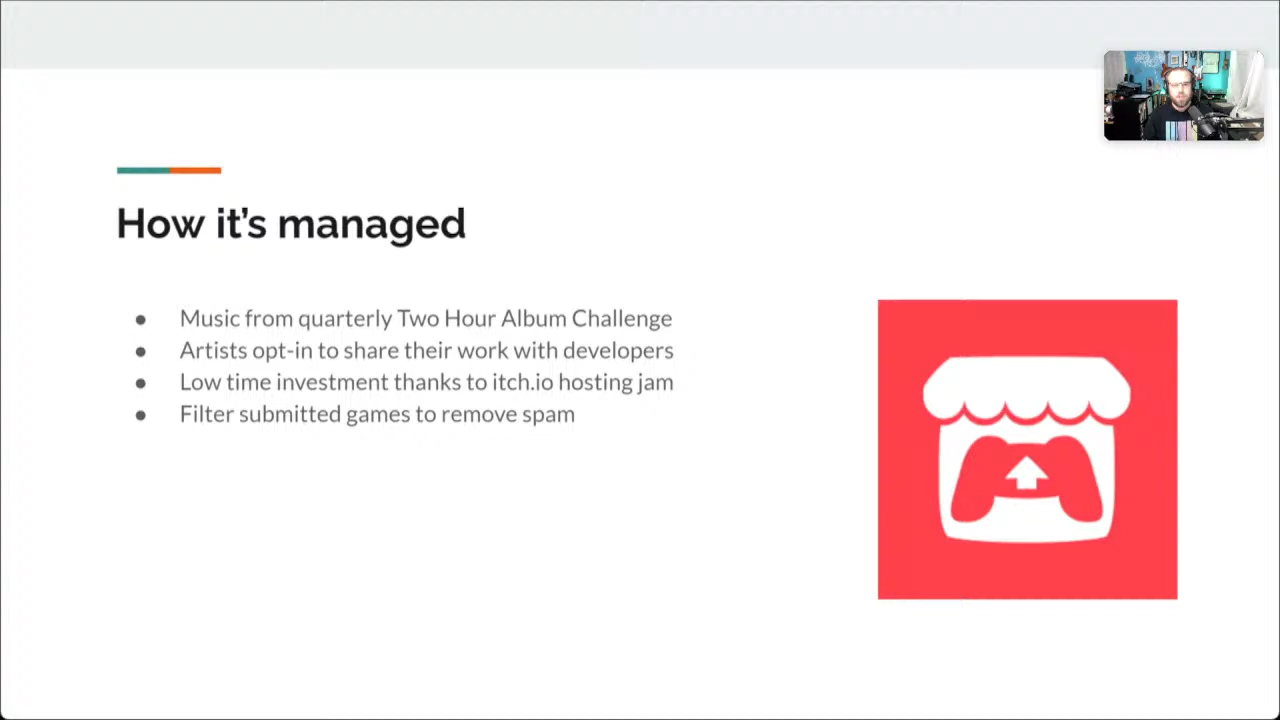 How it's managed
● Music from quarterly Two Hour Album Challenge
● Artists opt-in to share their work with developers
● Low time investment thanks to itch.io hosting jam
● Filter submitted games to remove spam